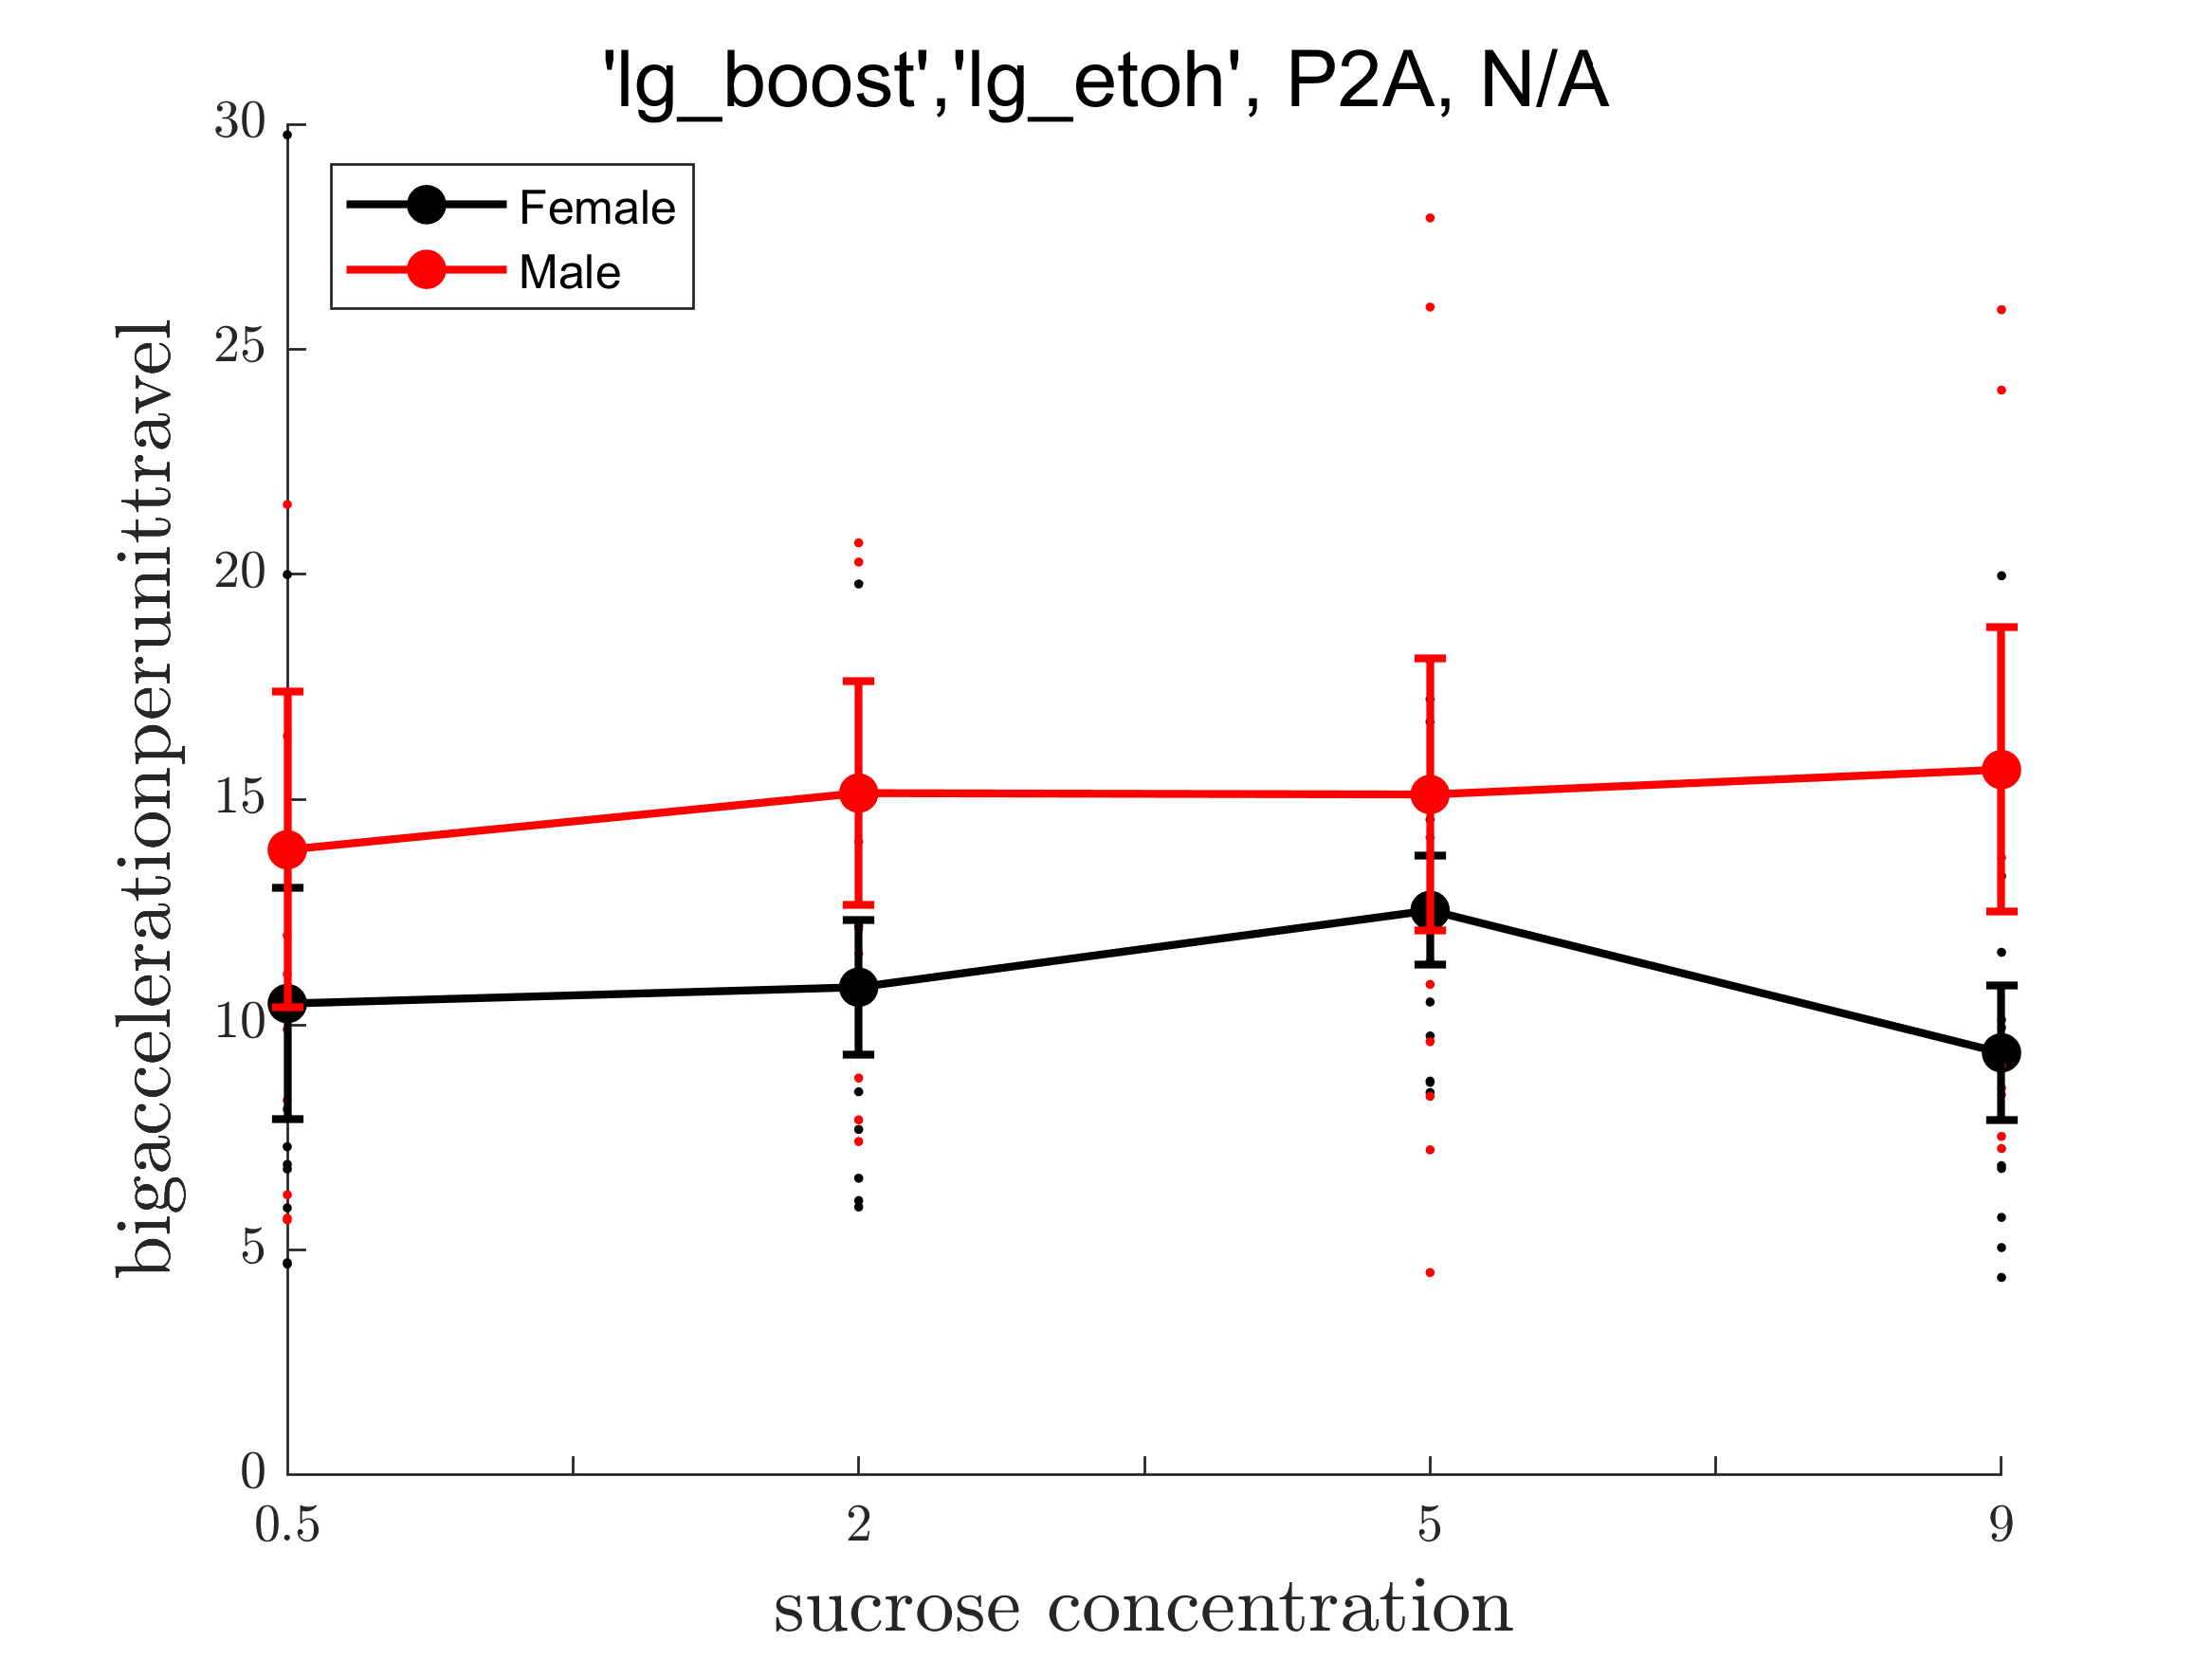 'lg_boost','lg_etoh', P2A, N/A
Female
Male
30
25
20
15
10
5
0
bigaccelerationperunittravel
0.5 2 5 9
sucrose concentration